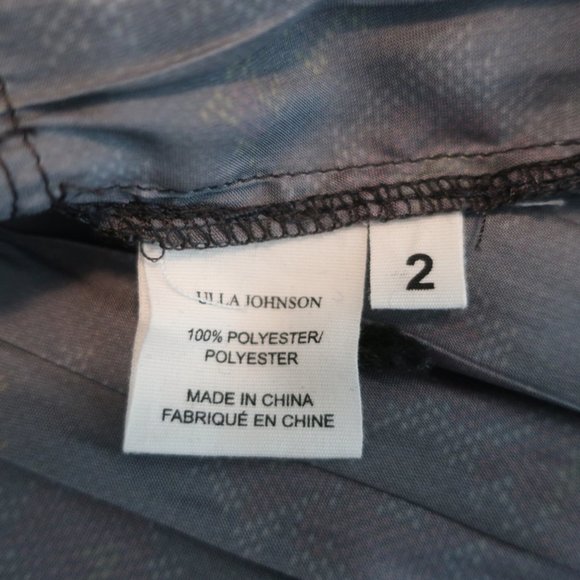 ULLA JOHNSON
100% POLYESTER/
POLYESTER
MADE IN CHINA
FABRIQUÉ EN CHINE
2